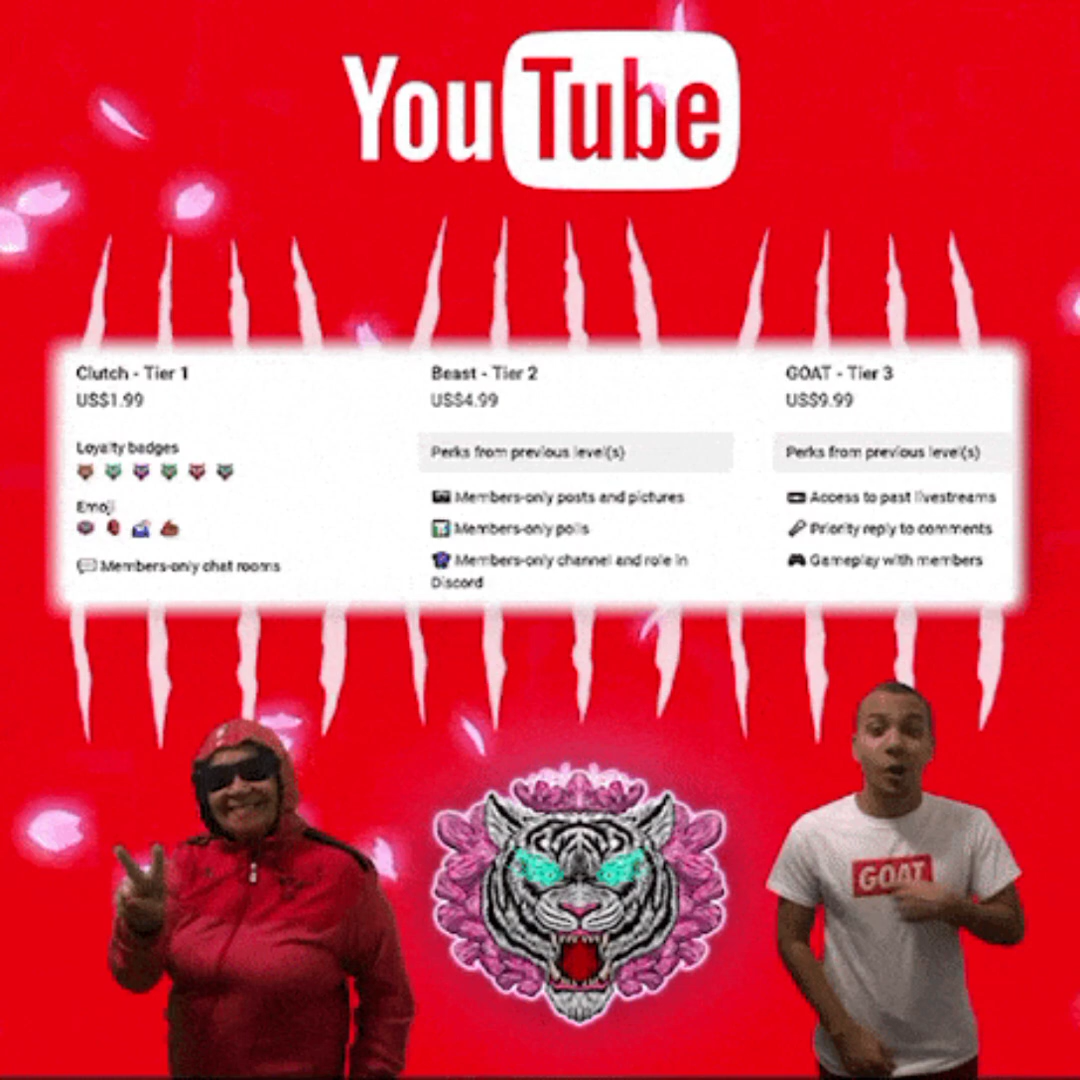 YouTube
Clutch - Tier 1
US$1.99
Loyalty badges
Emoji
Members-only chat rooms
Beast - Tier 2
US$4.99
Perks from previous level(s)
Members-only posts and pictures
Members-only polls
Members-only channel and role in
Discord
GOAT - Tier 3
US$9.99
Perks from previous level(s)
Access to past livestreams
Priority reply to comments
Gameplay with members
GOAT